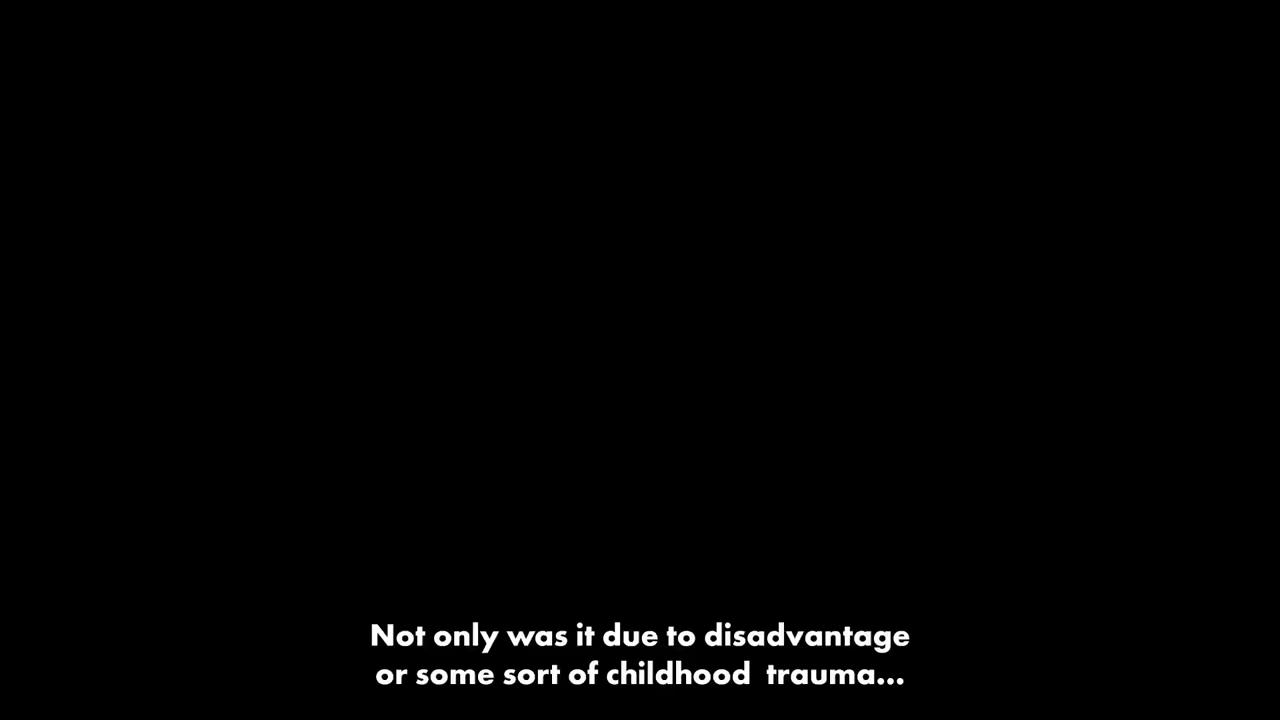 Not only was it due to disadvantage
or some sort of childhood  trauma...